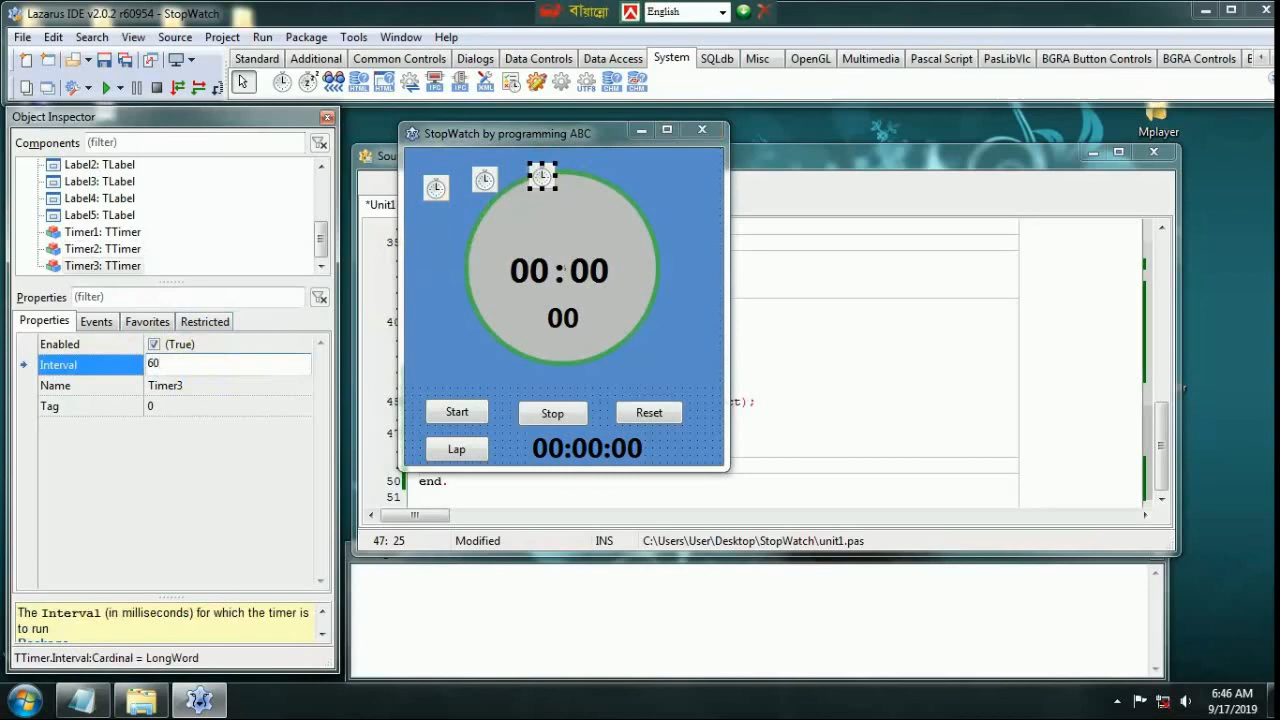 Lazarus IDE v2.0.2 r60954 - StopWatch
বায়ান্নো
English
File Edit Search View Source Project Run Package Tools Window Help
Standard Additional Common Controls Dialogs Data Controls Data Access System SQLdb Misc OpenGL Multimedia Pascal Script PasLibVlc BGRA Button Controls BGRA Controls
Object Inspector
Components (filter)
Label2: TLabel
Label3: TLabel
Label4: TLabel
Label5: TLabel
Timer1: TTimer
Timer2: TTimer
Timer3: TTimer
Properties (filter)
Properties Events Favorites Restricted
Enabled (True)
Interval 60
Name Timer3
Tag 0
The Interval (in milliseconds) for which the timer is
to run
TTimer.Interval:Cardinal = LongWord
Mplayer
StopWatch by programming ABC
00:00
00
Start Stop Reset
Lap 00:00:00
Sou
*Unit1
50 end.
51
47: 25 Modified INS C:\Users\User\Desktop\StopWatch\unit1.pas
6:46 AM
9/17/2019